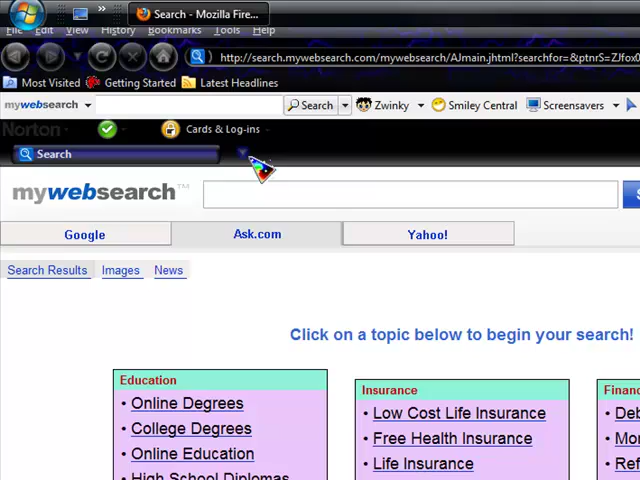 Search - Mozilla Fire...
File Edit View History Bookmarks Tools Help
http://search.mywebsearch.com/mywebsearch/AJmain.jhtml?searchfor=&ptnrS=ZJfox0
Most Visited Getting Started Latest Headlines
mywebsearch Search Zwinky Smiley Central Screensavers
Norton Cards & Log-ins
Search
mywebsearch™
S
Google Ask.com Yahoo!
Search Results Images News
Click on a topic below to begin your search!
Education
• Online Degrees
• College Degrees
• Online Education
• High School Diplomas
Insurance
• Low Cost Life Insurance
• Free Health Insurance
• Life Insurance
Financ
• Deb
• Mor
• Ref